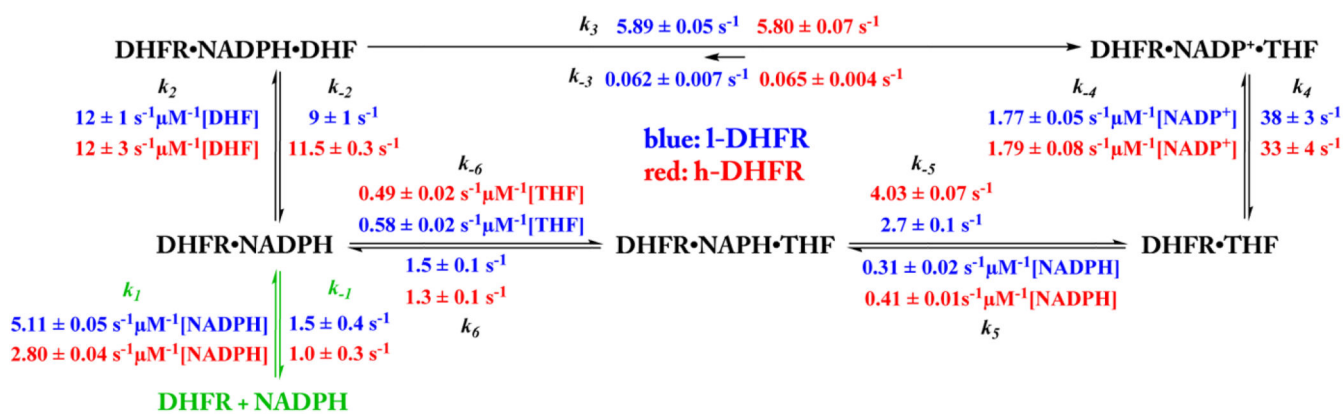 k3 5.89 ± 0.05 s-1 5.80 ± 0.07 s-1
DHFR•NADPH•DHF DHFR•NADP+•THF
k-3 0.062 ± 0.007 s-1 0.065 ± 0.004 s-1
k2 k-2 k-4 k4
12 ± 1 s-1μM-1[DHF] 9 ± 1 s-1 1.77 ± 0.05 s-1μM-1[NADP+] 38 ± 3 s-1
12 ± 3 s-1μM-1[DHF] 11.5 ± 0.3 s-1 1.79 ± 0.08 s-1μM-1[NADP+] 33 ± 4 s-1
blue: l-DHFR
red: h-DHFR
k-6 k-5
0.49 ± 0.02 s-1μM-1[THF] 4.03 ± 0.07 s-1
0.58 ± 0.02 s-1μM-1[THF] 2.7 ± 0.1 s-1
DHFR•NADPH DHFR•NAPH•THF DHFR•THF
1.5 ± 0.1 s-1 0.31 ± 0.02 s-1μM-1[NADPH]
1.3 ± 0.1 s-1 0.41 ± 0.01s-1μM-1[NADPH]
k6 k5
k1 k-1
5.11 ± 0.05 s-1μM-1[NADPH] 1.5 ± 0.4 s-1
2.80 ± 0.04 s-1μM-1[NADPH] 1.0 ± 0.3 s-1
DHFR + NADPH